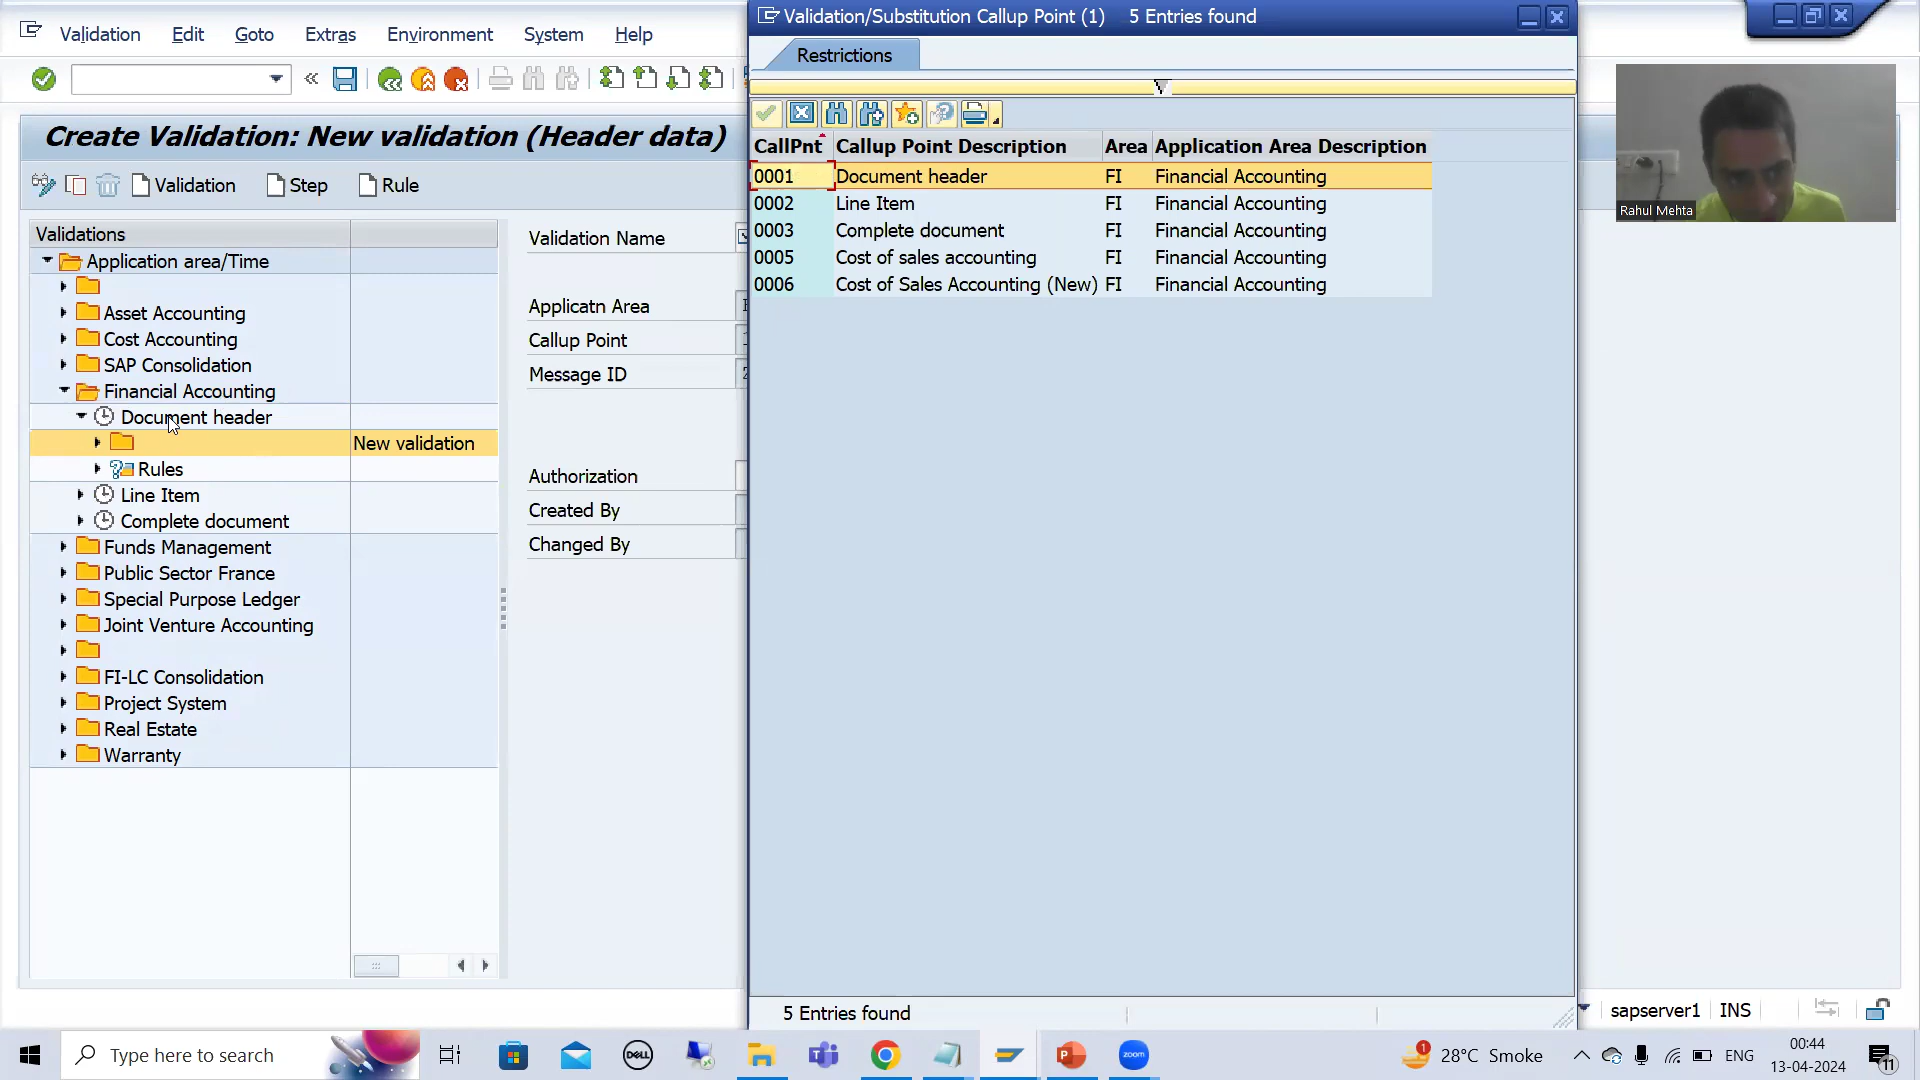 Validation Edit Goto Extras Environment System Help
Create Validation: New validation (Header data)
Validation Step Rule
Validations
Application area/Time
Asset Accounting
Cost Accounting
SAP Consolidation
Financial Accounting
Document header
New validation
Rules
Line Item
Complete document
Funds Management
Public Sector France
Special Purpose Ledger
Joint Venture Accounting
FI-LC Consolidation
Project System
Real Estate
Warranty
Validation Name
Applicatn Area
Callup Point
Message ID
Authorization
Created By
Changed By
Validation/Substitution Callup Point (1) 5 Entries found
Restrictions
CallPnt Callup Point Description Area Application Area Description
0001 Document header FI Financial Accounting
0002 Line Item FI Financial Accounting
0003 Complete document FI Financial Accounting
0005 Cost of sales accounting FI Financial Accounting
0006 Cost of Sales Accounting (New) FI Financial Accounting
5 Entries found
Rahul Mehta
sapserver1 INS
Type here to search
DELL
zoom
1
28°C Smoke
ENG
00:44
13-04-2024
11